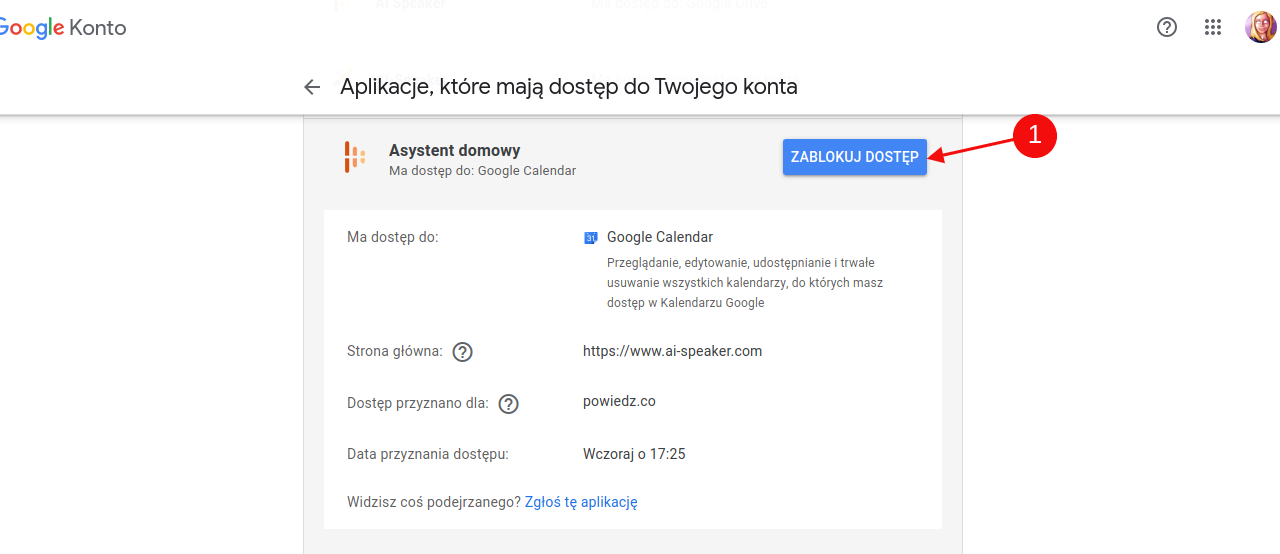 AI Speaker
Ma dostęp do: Google Drive
Google Konto
Aplikacje, które mają dostęp do Twojego konta
Asystent domowy
Ma dostęp do: Google Calendar
ZABLOKUJ DOSTĘP
1
Ma dostęp do:
31
Google Calendar
Przeglądanie, edytowanie, udostępnianie i trwałe
usuwanie wszystkich kalendarzy, do których masz
dostęp w Kalendarzu Google
Strona główna:
https://www.ai-speaker.com
Dostęp przyznano dla:
powiedz.co
Data przyznania dostępu:
Wczoraj o 17:25
Widzisz coś podejrzanego? Zgłoś tę aplikację